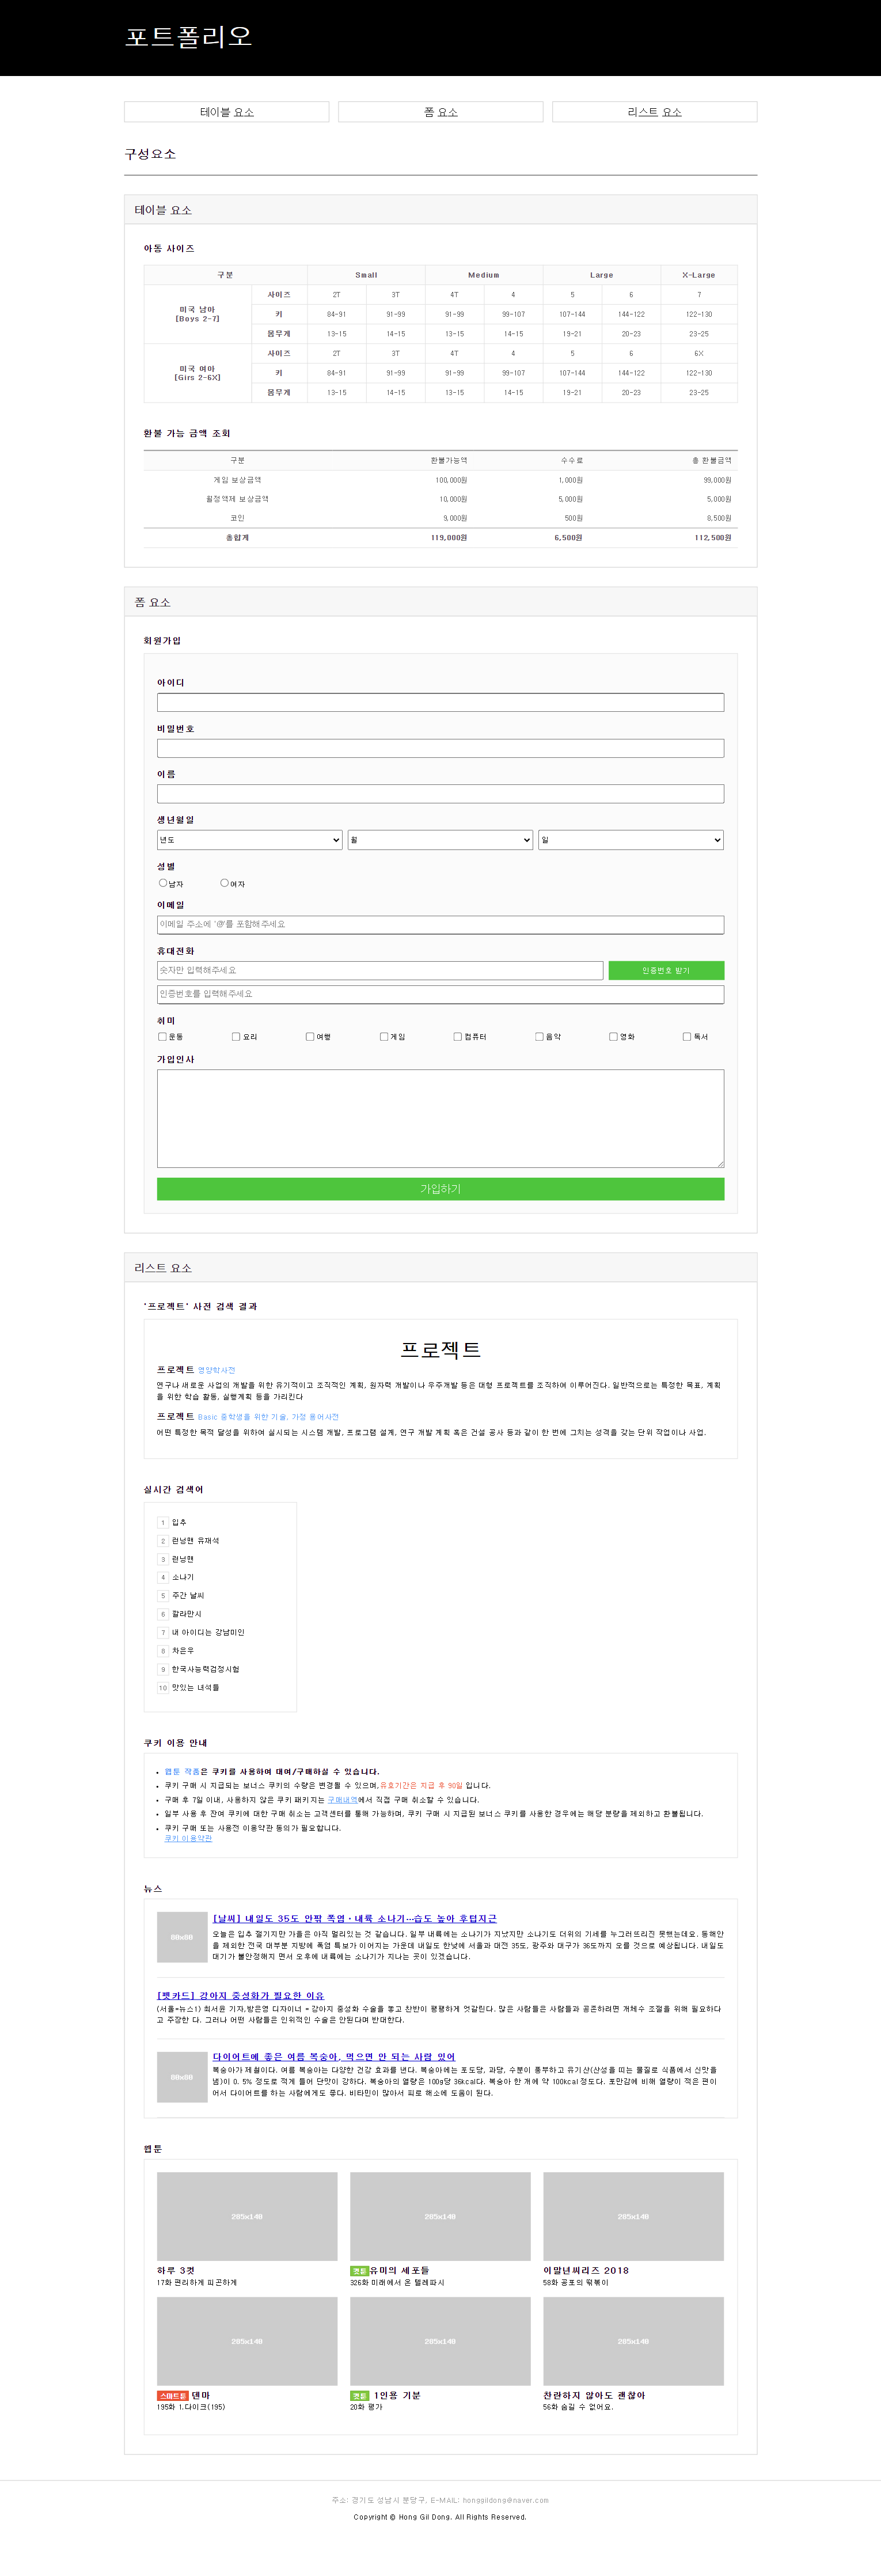 포트폴리오
테이블 요소
폼 요소
리스트 요소
구성요소
테이블 요소
아동 사이즈
구분 Small Medium Large X-Large
미국 남아
[Boys 2-7]
사이즈 2T 3T 4T 4 5 6 7
키 84-91 91-99 91-99 99-107 107-144 144-122 122-130
몸무게 13-15 14-15 13-15 14-15 19-21 20-23 23-25
미국 여아
[Girs 2-6X]
사이즈 2T 3T 4T 4 5 6 6X
키 84-91 91-99 91-99 99-107 107-144 144-122 122-130
몸무게 13-15 14-15 13-15 14-15 19-21 20-23 23-25
환불 가능 금액 조회
구분 환불가능액 수수료 총 환불금액
게임 보상금액 100,000원 1,000원 99,000원
월정액제 보상금액 10,000원 5,000원 5,000원
코인 9,000원 500원 8,500원
총합계 119,000원 6,500원 112,500원
폼 요소
회원가입
아이디
비밀번호
이름
생년월일
년도 월 일
성별
남자 여자
이메일
이메일 주소에 '@'를 포함해주세요
휴대전화
숫자만 입력해주세요 인증번호 받기
인증번호를 입력해주세요
취미
운동 요리 여행 게임 컴퓨터 음악 영화 독서
가입인사
가입하기
리스트 요소
'프로젝트' 사전 검색 결과
프로젝트
프로젝트 영양학사전
연구나 새로운 사업의 개발을 위한 유기적이고 조직적인 계획, 원자력 개발이나 우주개발 등은 대형 프로젝트를 조직하여 이루어진다. 일반적으로는 특정한 목표, 계획
을 위한 학습 활동, 실행계획 등을 가리킨다
프로젝트 Basic 중학생을 위한 기술, 가정 용어사전
어떤 특정한 목적 달성을 위하여 실시되는 시스템 개발, 프로그램 설계, 연구 개발 계획 혹은 건설 공사 등과 같이 한 번에 그치는 성격을 갖는 단위 작업이나 사업.
실시간 검색어
1 입추
2 런닝맨 유재석
3 런닝맨
4 소나기
5 주간 날씨
6 칼라만시
7 내 아이디는 강남미인
8 차은우
9 한국사능력검정시험
10 맛있는 녀석들
쿠키 이용 안내
웹툰 작품은 쿠키를 사용하여 대여/구매하실 수 있습니다.
쿠키 구매 시 지급되는 보너스 쿠키의 수량은 변경될 수 있으며,유효기간은 지급 후 90일 입니다.
구매 후 7일 이내, 사용하지 않은 쿠키 패키지는 구매내역에서 직접 구매 취소할 수 있습니다.
일부 사용 후 잔여 쿠키에 대한 구매 취소는 고객센터를 통해 가능하며, 쿠키 구매 시 지급된 보너스 쿠키를 사용한 경우에는 해당 분량을 제외하고 환불됩니다.
쿠키 구매 또는 사용전 이용약관 동의가 필요합니다.
쿠키 이용약관
뉴스
88x88
[날씨] 내일도 35도 안팎 폭염·내륙 소나기…습도 높아 후텁지근
오늘은 입추 절기지만 가을은 아직 멀리있는 것 같습니다. 일부 내륙에는 소나기가 지났지만 소나기도 더위의 기세를 누그러뜨리진 못했는데요. 동해안
을 제외한 전국 대부분 지방에 폭염 특보가 이어지는 가운데 내일도 한낮에 서울과 대전 35도, 광주와 대구가 36도까지 오를 것으로 예상됩니다. 내일도
대기가 불안정해지 면서 오후에 내륙에는 소나기가 지나는 곳이 있겠습니다.
[펫카드] 강아지 중성화가 필요한 이유
(서울=뉴스1) 최서윤 기자,방은영 디자이너 = 강아지 중성화 수술을 놓고 찬반이 팽팽하게 엇갈린다. 많은 사람들은 사람들과 공존하려면 개체수 조절을 위해 필요하다
고 주장한 다. 그러나 어떤 사람들은 인위적인 수술은 안된다며 반대한다.
88x88
다이어트에 좋은 여름 복숭아, 먹으면 안 되는 사람 있어
복숭아가 제철이다. 여름 복숭아는 다양한 건강 효과를 낸다. 복숭아에는 포도당, 과당, 수분이 풍부하고 유기산(산성을 띠는 물질로 식품에서 신맛을
냄)이 0. 5% 정도로 적게 들어 단맛이 강하다. 복숭아의 열량은 100g당 36kcal다. 복숭아 한 개에 약 100kcal 정도다. 포만감에 비해 열량이 적은 편이
어서 다이어트를 하는 사람에게도 좋다. 비타민이 많아서 피로 해소에 도움이 된다.
웹툰
285x140 285x140 285x140
하루 3컷 컷툰유미의 세포들 이말년씨리즈 2018
17화 편리하게 피곤하게 326화 미래에서 온 텔레파시 58화 공포의 떡볶이
285x140 285x140 285x140
스마트툰 덴마 컷툰 1인용 기분 찬란하지 않아도 괜찮아
195화 1.다이크(195) 20화 평가 56화 숨길 수 없어요.
주소: 경기도 성남시 분당구, E-MAIL: honggildong@naver.com
Copyright © Hong Gil Dong. All Rights Reserved.